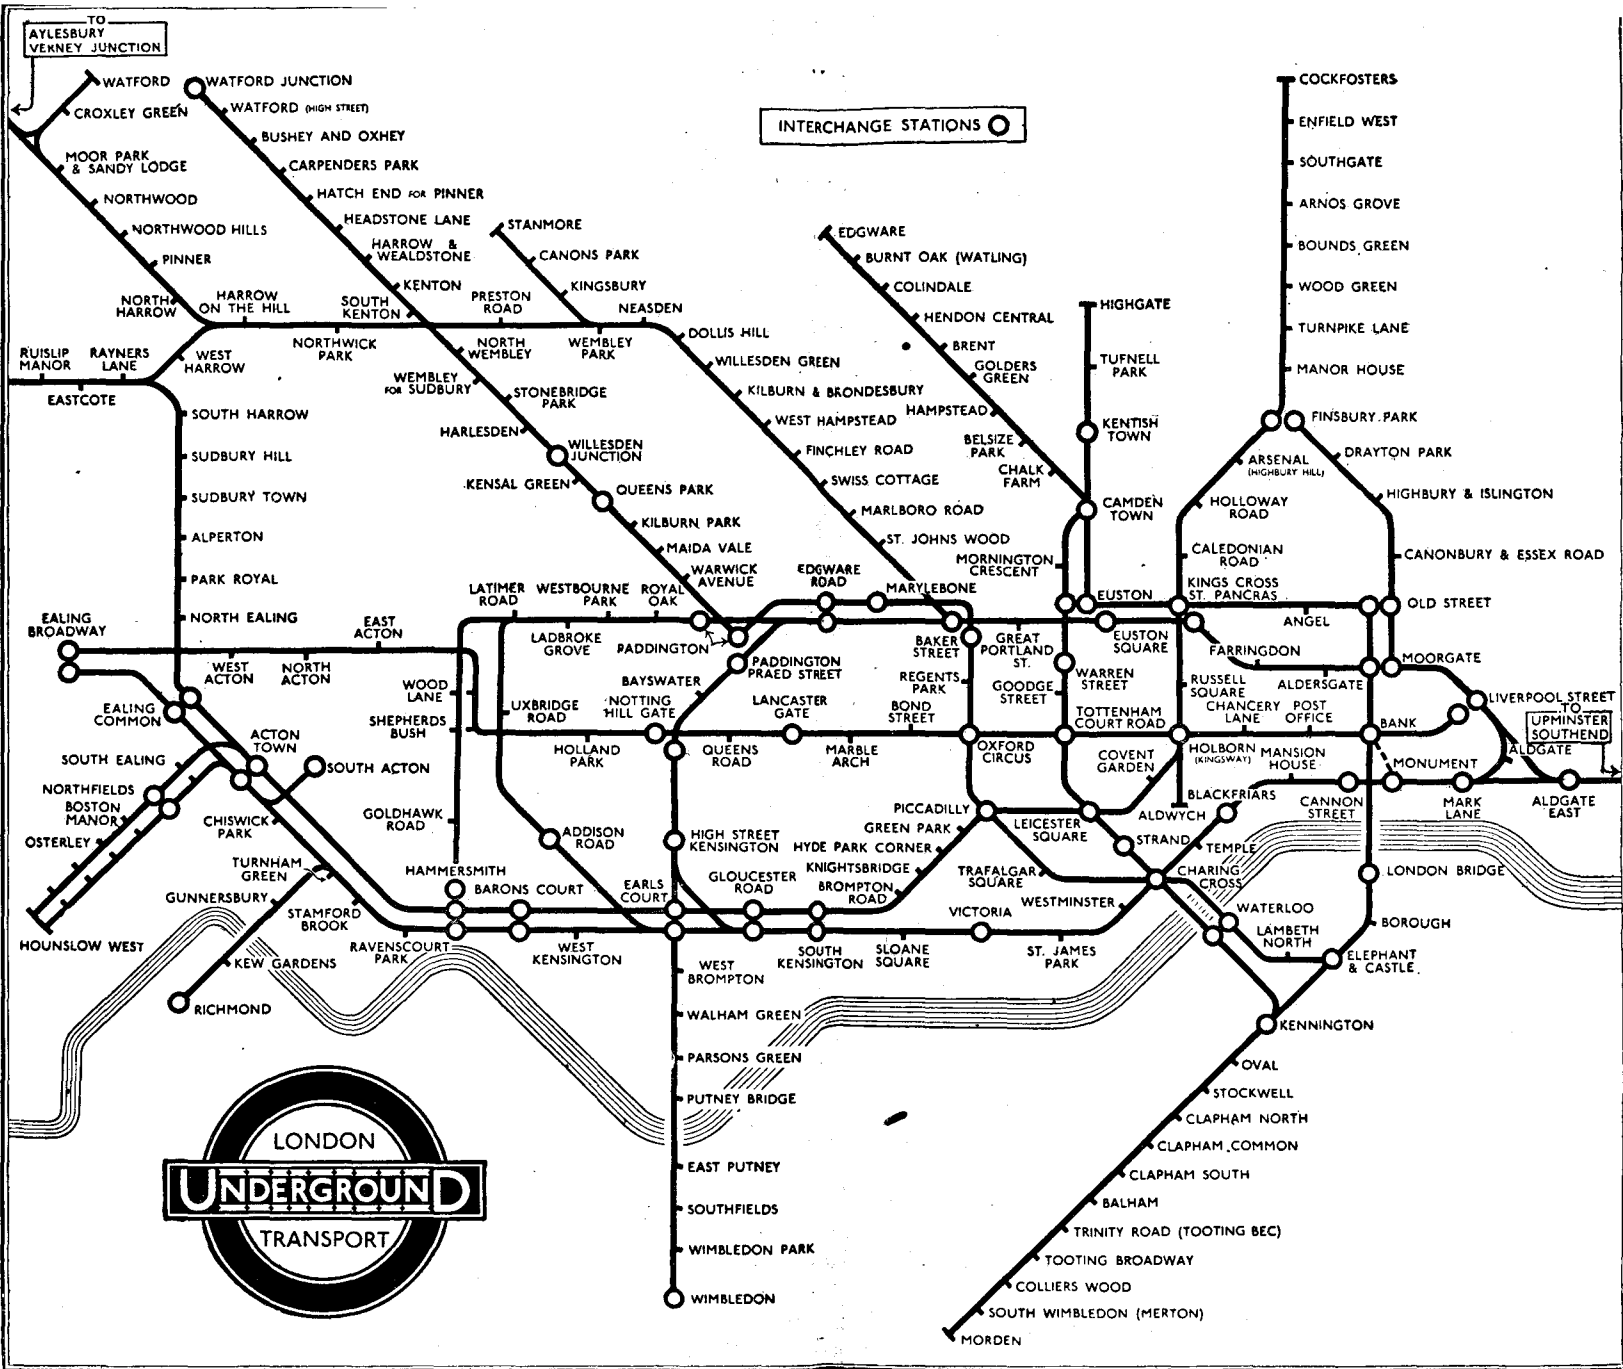 TO
AYLESBURY
VERNEY JUNCTION
WATFORD
CROXLEY GREEN
MOOR PARK
& SANDY LODGE
NORTHWOOD
NORTHWOOD HILLS
PINNER
NORTH
HARROW
HARROW
ON THE HILL
WATFORD JUNCTION
WATFORD (HIGH STREET)
BUSHEY AND OXHEY
CARPENDERS PARK
HATCH END FOR PINNER
HEADSTONE LANE
HARROW &
WEALDSTONE
KENTON
SOUTH
KENTON
PRESTON
ROAD
NORTHWICK
PARK
NORTH
WEMBLEY
STANMORE
CANONS PARK
KINGSBURY
NEASDEN
WEMBLEY
PARK
DOLLIS HILL
WILLESDEN GREEN
KILBURN & BRONDESBURY
WEST HAMPSTEAD
FINCHLEY ROAD
SWISS COTTAGE
MARLBORO ROAD
ST. JOHNS WOOD
INTERCHANGE STATIONS
EDGWARE
BURNT OAK (WATLING)
COLINDALE
HENDON CENTRAL
BRENT
GOLDERS
GREEN
HAMPSTEAD
BELSIZE
PARK
CHALK
FARM
HIGHGATE
TUFNELL
PARK
KENTISH
TOWN
CAMDEN
TOWN
MORNINGTON
CRESCENT
EUSTON
COCKFOSTERS
ENFIELD WEST
SOUTHGATE
ARNOS GROVE
BOUNDS GREEN
WOOD GREEN
TURNPIKE LANE
MANOR HOUSE
FINSBURY PARK
ARSENAL
(HIGHBURY HILL)
DRAYTON PARK
HOLLOWAY
ROAD
HIGHBURY & ISLINGTON
CALEDONIAN
ROAD
CANONBURY & ESSEX ROAD
KINGS CROSS
ST. PANCRAS
ANGEL
OLD STREET
RUISLIP
MANOR
RAYNERS
LANE
WEST
HARROW
EASTCOTE
SOUTH HARROW
SUDBURY HILL
SUDBURY TOWN
ALPERTON
PARK ROYAL
NORTH EALING
WEMBLEY
FOR SUDBURY
STONEBRIDGE
PARK
HARLESDEN
WILLESDEN
JUNCTION
KENSAL GREEN
QUEENS PARK
KILBURN PARK
MAIDA VALE
WARWICK
AVENUE
EALING
BROADWAY
EAST
ACTON
WEST
ACTON
NORTH
ACTON
EALING
COMMON
LATIMER
ROAD
WESTBOURNE
PARK
ROYAL
OAK
LADBROKE
GROVE
PADDINGTON
EDGWARE
ROAD
MARYLEBONE
BAKER
STREET
GREAT
PORTLAND
ST.
EUSTON
SQUARE
FARRINGDON
ALDERSGATE
MOORGATE
PADDINGTON
PRAED STREET
BAYSWATER
NOTTING
HILL GATE
LANCASTER
GATE
REGENTS
PARK
BOND
STREET
GOODGE
STREET
WARREN
STREET
TOTTENHAM
COURT ROAD
RUSSELL
SQUARE
CHANCERY
LANE
POST
OFFICE
BANK
LIVERPOOL STREET
TO
UPMINSTER
SOUTHEND
WOOD
LANE
UXBRIDGE
ROAD
SHEPHERDS
BUSH
HOLLAND
PARK
QUEENS
ROAD
MARBLE
ARCH
OXFORD
CIRCUS
COVENT
GARDEN
HOLBORN
(KINGSWAY)
MANSION
HOUSE
MONUMENT
ALDGATE
ACTON
TOWN
SOUTH EALING
SOUTH ACTON
NORTHFIELDS
BOSTON
MANOR
OSTERLEY
CHISWICK
PARK
GOLDHAWK
ROAD
ADDISON
ROAD
HIGH STREET
KENSINGTON
PICCADILLY
GREEN PARK
HYDE PARK CORNER
KNIGHTSBRIDGE
BROMPTON
ROAD
LEICESTER
SQUARE
ALDWYCH
BLACKFRIARS
CANNON
STREET
MARK
LANE
ALDGATE
EAST
STRAND
TEMPLE
TRAFALGAR
SQUARE
CHARING
CROSS
LONDON BRIDGE
TURNHAM
GREEN
GUNNERSBURY
STAMFORD
BROOK
HAMMERSMITH
BARONS COURT
EARLS
COURT
GLOUCESTER
ROAD
WESTMINSTER
WATERLOO
LAMBETH
NORTH
BOROUGH
HOUNSLOW WEST
KEW GARDENS
RICHMOND
RAVENSCOURT
PARK
WEST
KENSINGTON
SOUTH
KENSINGTON
SLOANE
SQUARE
VICTORIA
ST. JAMES
PARK
ELEPHANT
& CASTLE
WEST
BROMPTON
WALHAM GREEN
PARSONS GREEN
PUTNEY BRIDGE
EAST PUTNEY
SOUTHFIELDS
WIMBLEDON PARK
WIMBLEDON
KENNINGTON
OVAL
STOCKWELL
CLAPHAM NORTH
CLAPHAM COMMON
CLAPHAM SOUTH
BALHAM
TRINITY ROAD (TOOTING BEC)
TOOTING BROADWAY
COLLIERS WOOD
SOUTH WIMBLEDON (MERTON)
MORDEN
LONDON
UNDERGROUND
TRANSPORT